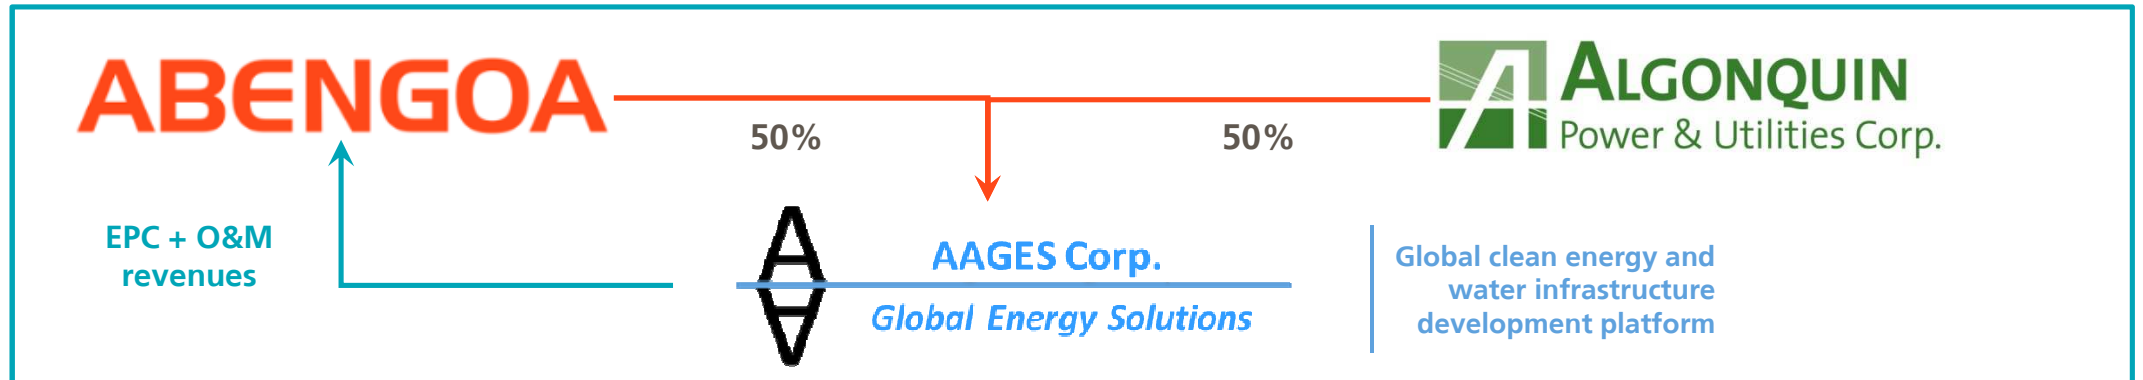 ABENGOA
ALGONQUIN
Power & Utilities Corp.
50%
50%
EPC + O&M
revenues
AAGES Corp.
Global Energy Solutions
Global clean energy and
water infrastructure
development platform